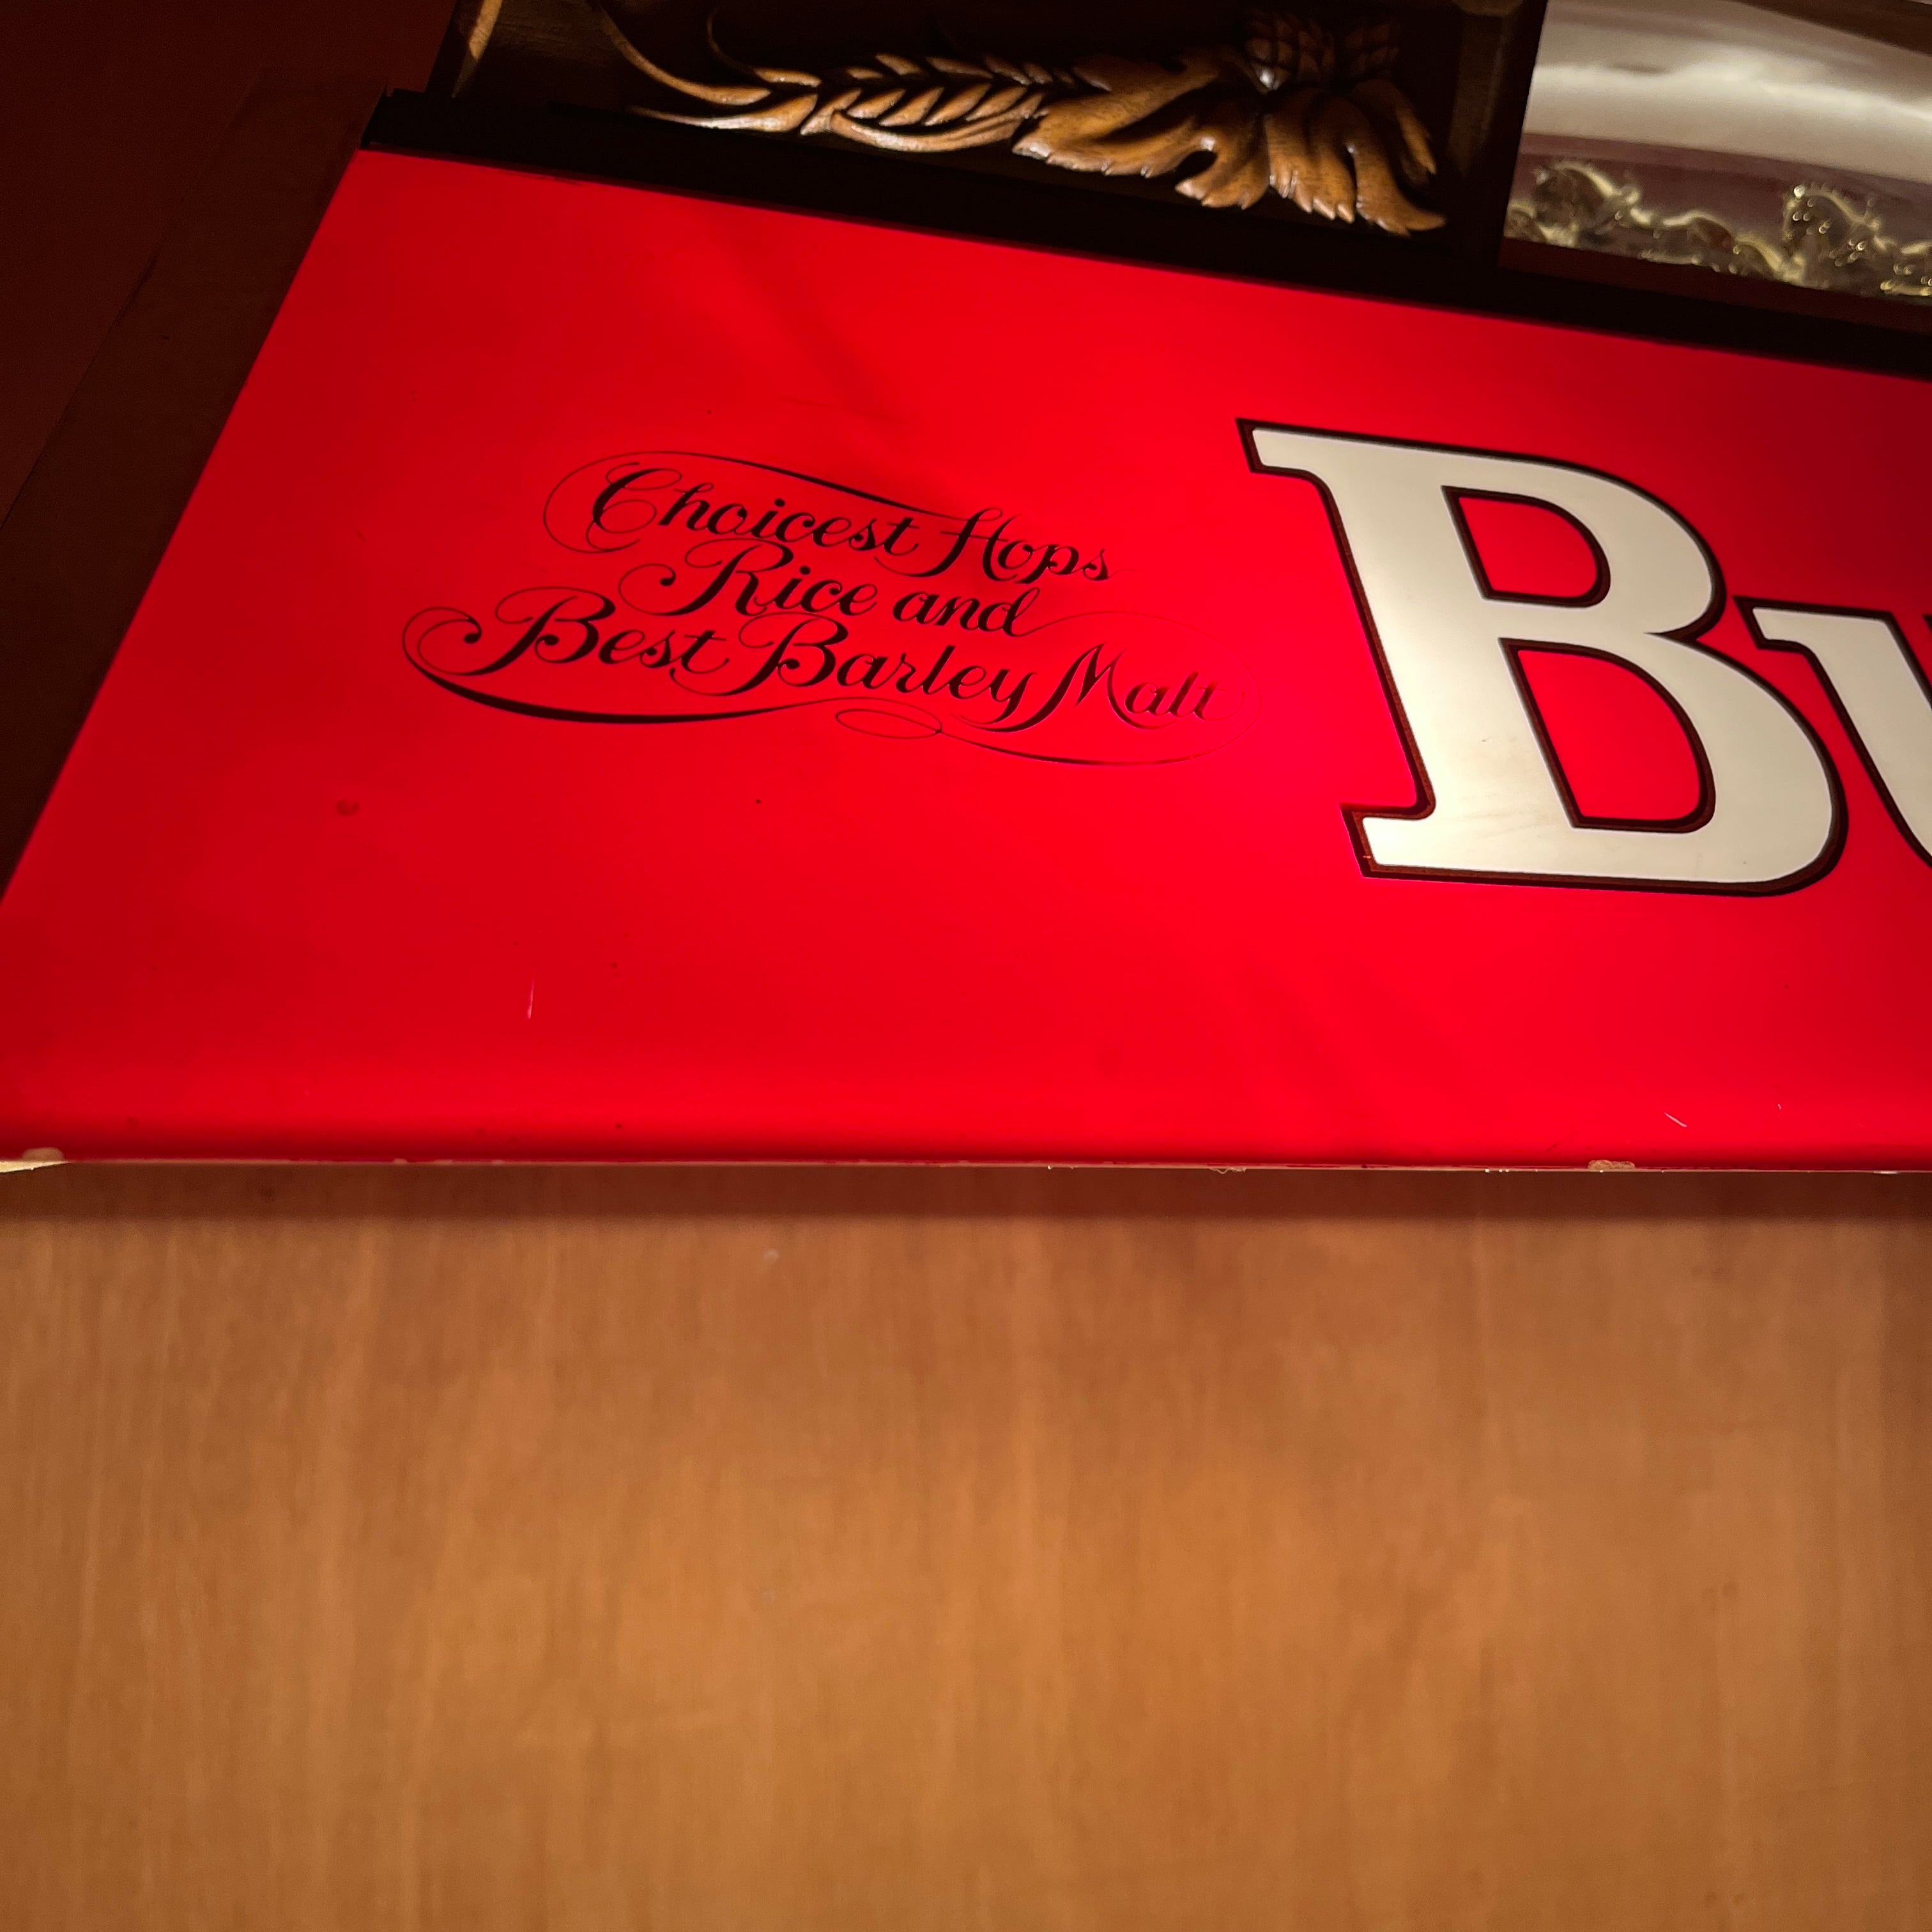 Choicest Hops
Rice and
Best Barley Malt
Bu